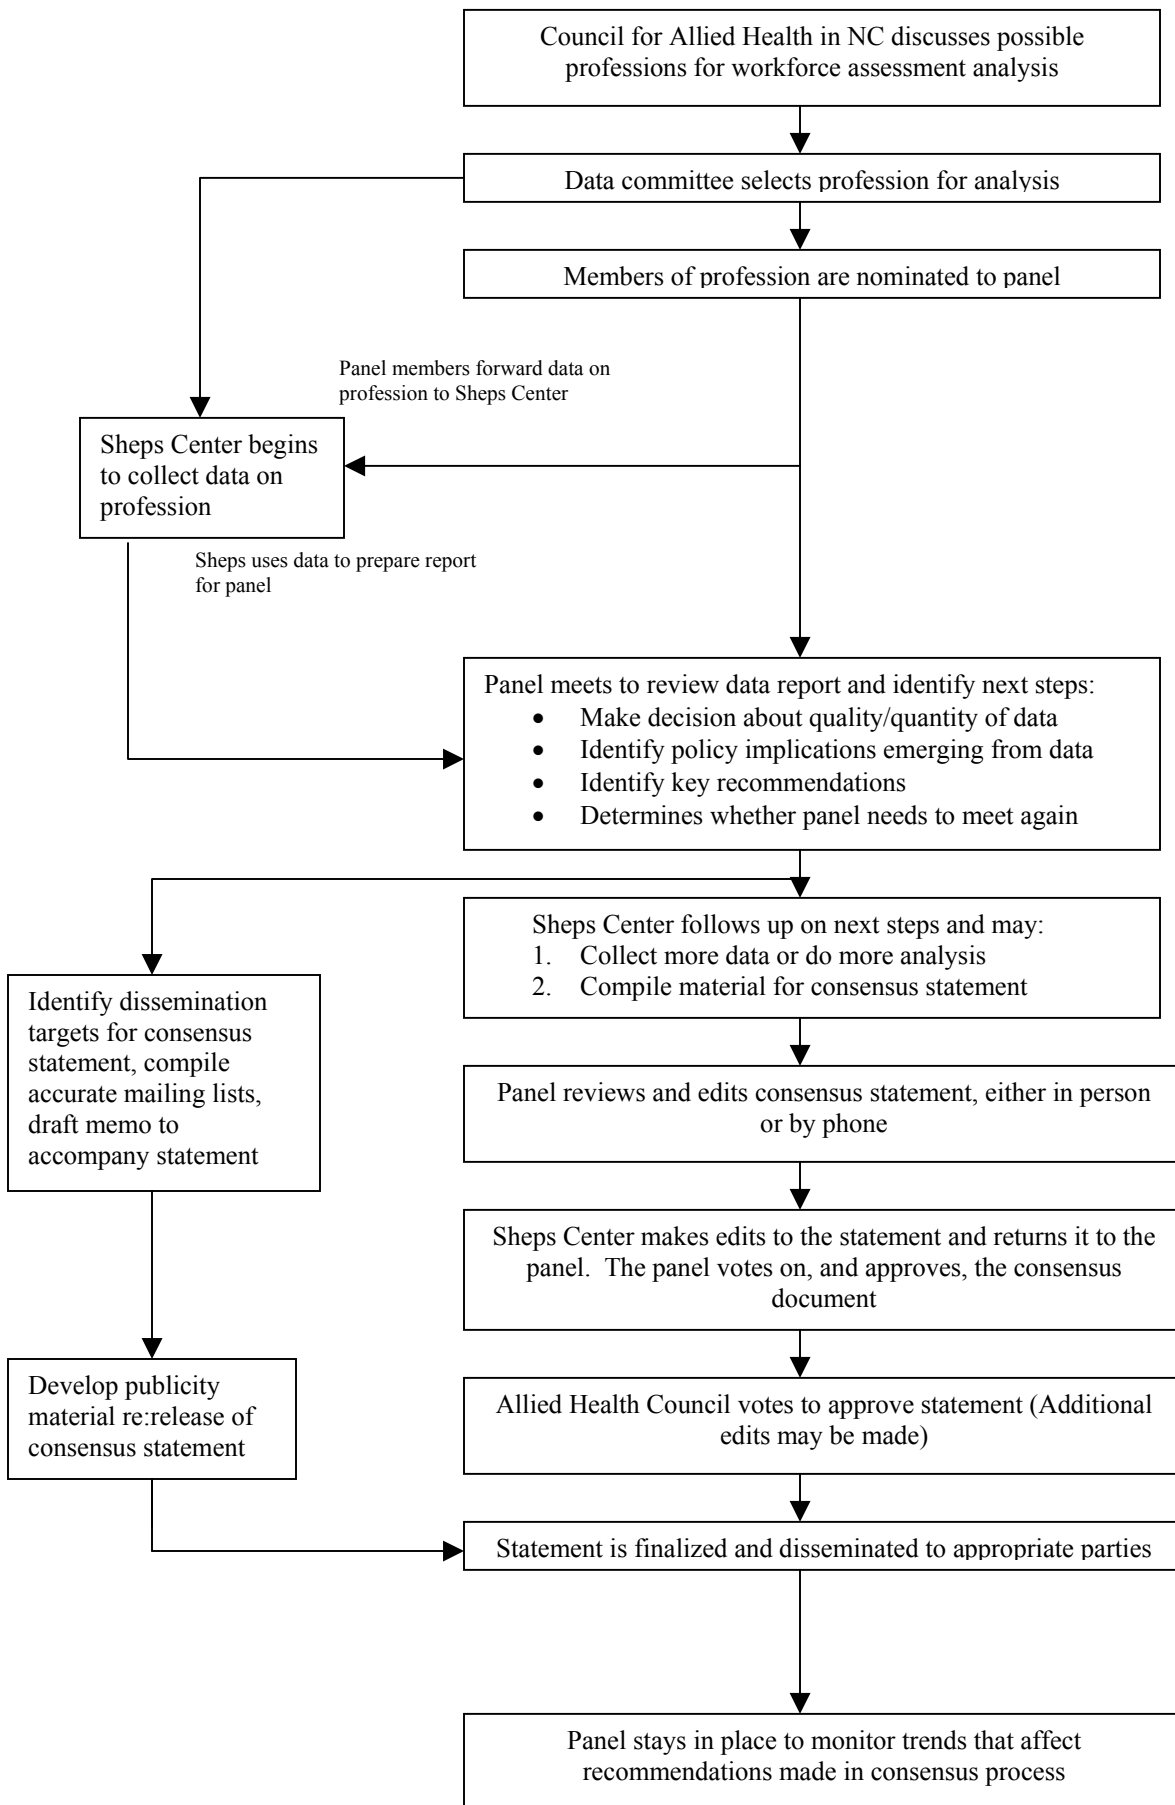 Council for Allied Health in NC discusses possible
professions for workforce assessment analysis
Data committee selects profession for analysis
Members of profession are nominated to panel
Panel members forward data on
profession to Sheps Center
Sheps Center begins
to collect data on
profession
Sheps uses data to prepare report
for panel
Panel meets to review data report and identify next steps:
• Make decision about quality/quantity of data
• Identify policy implications emerging from data
• Identify key recommendations
• Determines whether panel needs to meet again
Sheps Center follows up on next steps and may:
1. Collect more data or do more analysis
2. Compile material for consensus statement
Identify dissemination
targets for consensus
statement, compile
accurate mailing lists,
draft memo to
accompany statement
Panel reviews and edits consensus statement, either in person
or by phone
Sheps Center makes edits to the statement and returns it to the
panel.  The panel votes on, and approves, the consensus
document
Develop publicity
material re:release of
consensus statement
Allied Health Council votes to approve statement (Additional
edits may be made)
Statement is finalized and disseminated to appropriate parties
Panel stays in place to monitor trends that affect
recommendations made in consensus process